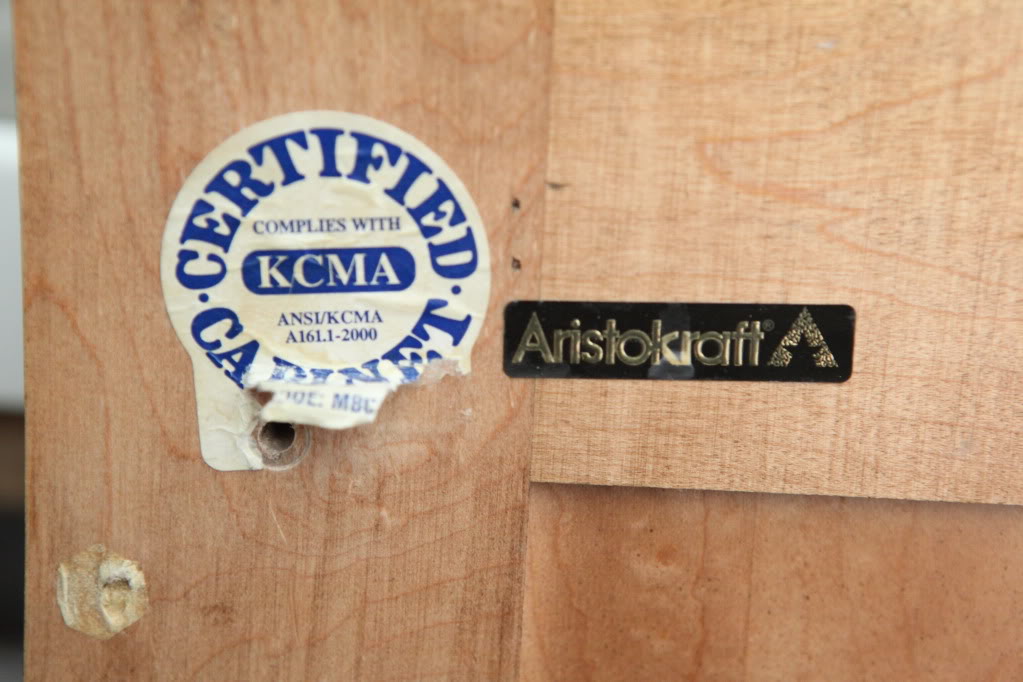 CERTIFIED
COMPLIES WITH
KCMA
ANSI/KCMA
A161.1-2000
CABINET
Aristokraft®